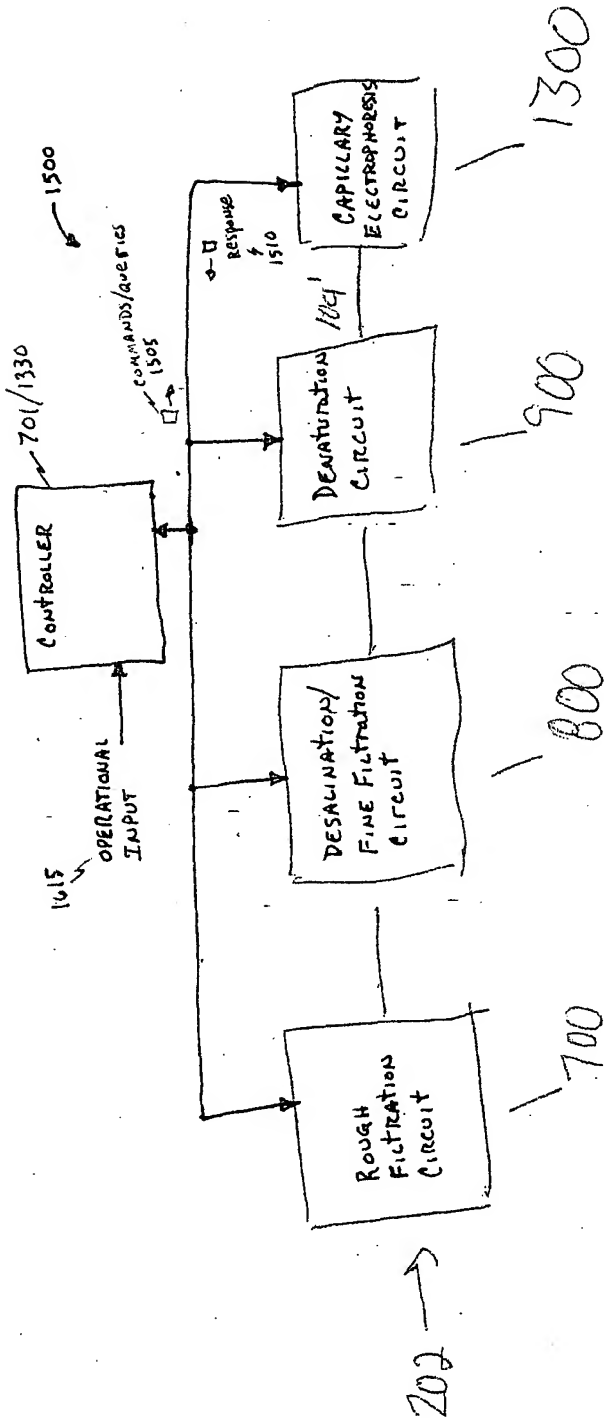 1500
701/1330
CONTROLLER
COMMANDS/queries
1505
1615
OPERATIONAL
INPUT
Response
1510
ROUGH
FILTRATION
CIRCUIT
DESALINATION/
FINE FILTRATION
CIRCUIT
DENATURATION
CIRCUIT
CAPILLARY
ELECTROPHORESIS
CIRCUIT
202
700
800
900
1300